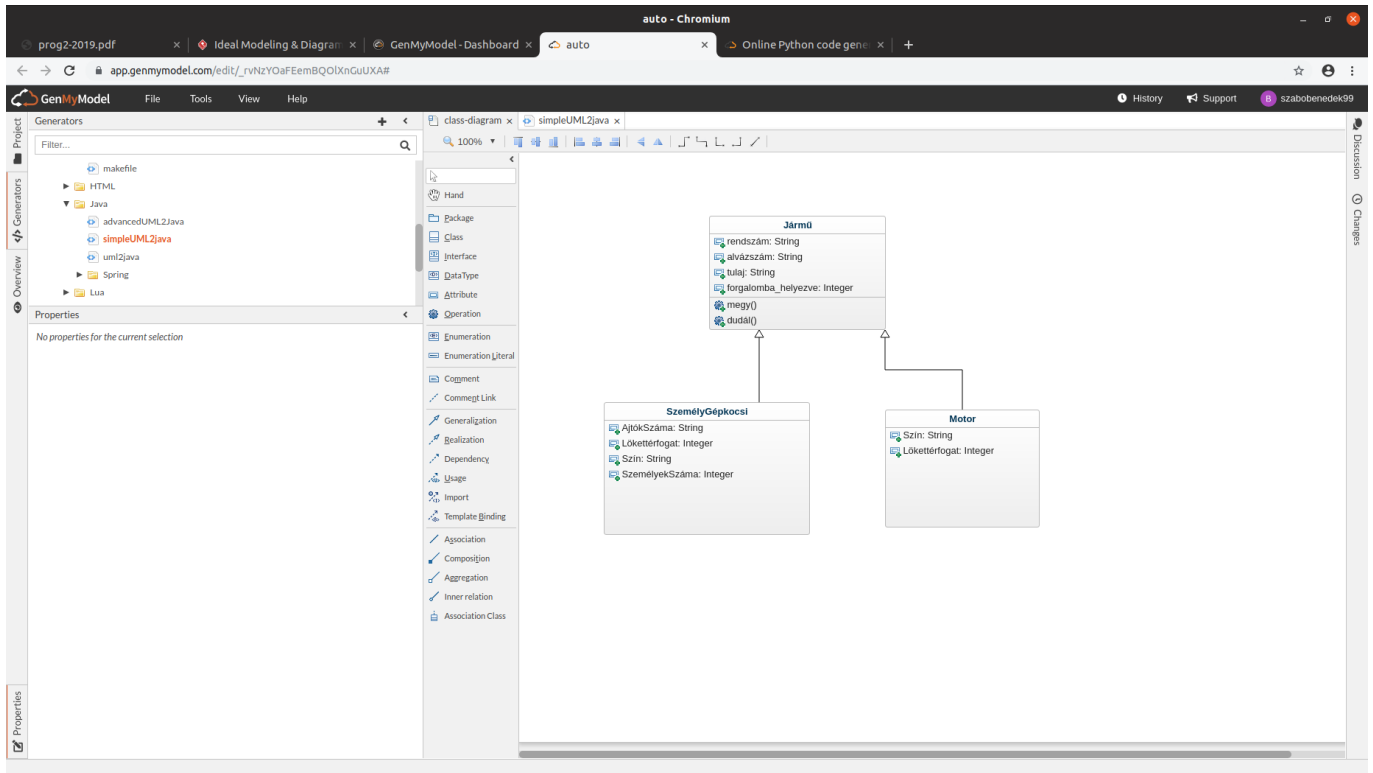 auto - Chromium
prog2-2019.pdf
Ideal Modeling & Diagram
GenMyModel - Dashboard
auto
Online Python code gene
app.genmymodel.com/edit/_rvNzYOaFEemBQOlXnGuUXA#
GenMyModel File Tools View Help
History Support B szabobenedek99
Project
Generators
Overview
Properties
Generators
Filter...
makefile
HTML
Java
advancedUML2Java
simpleUML2java
uml2java
Spring
Lua
Properties
No properties for the current selection
class-diagram
simpleUML2java
100%
Hand
Package
Class
Interface
DataType
Attribute
Operation
Enumeration
Enumeration Literal
Comment
Comment Link
Generalization
Realization
Dependency
Usage
Import
Template Binding
Association
Composition
Aggregation
Inner relation
Association Class
Jármű
rendszám: String
alvázszám: String
tulaj: String
forgalomba_helyezve: Integer
megy()
dudál()
SzemélyGépkocsi
AjtókSzáma: String
Lökettérfogat: Integer
Szín: String
SzemélyekSzáma: Integer
Motor
Szín: String
Lökettérfogat: Integer
Discussion
Changes